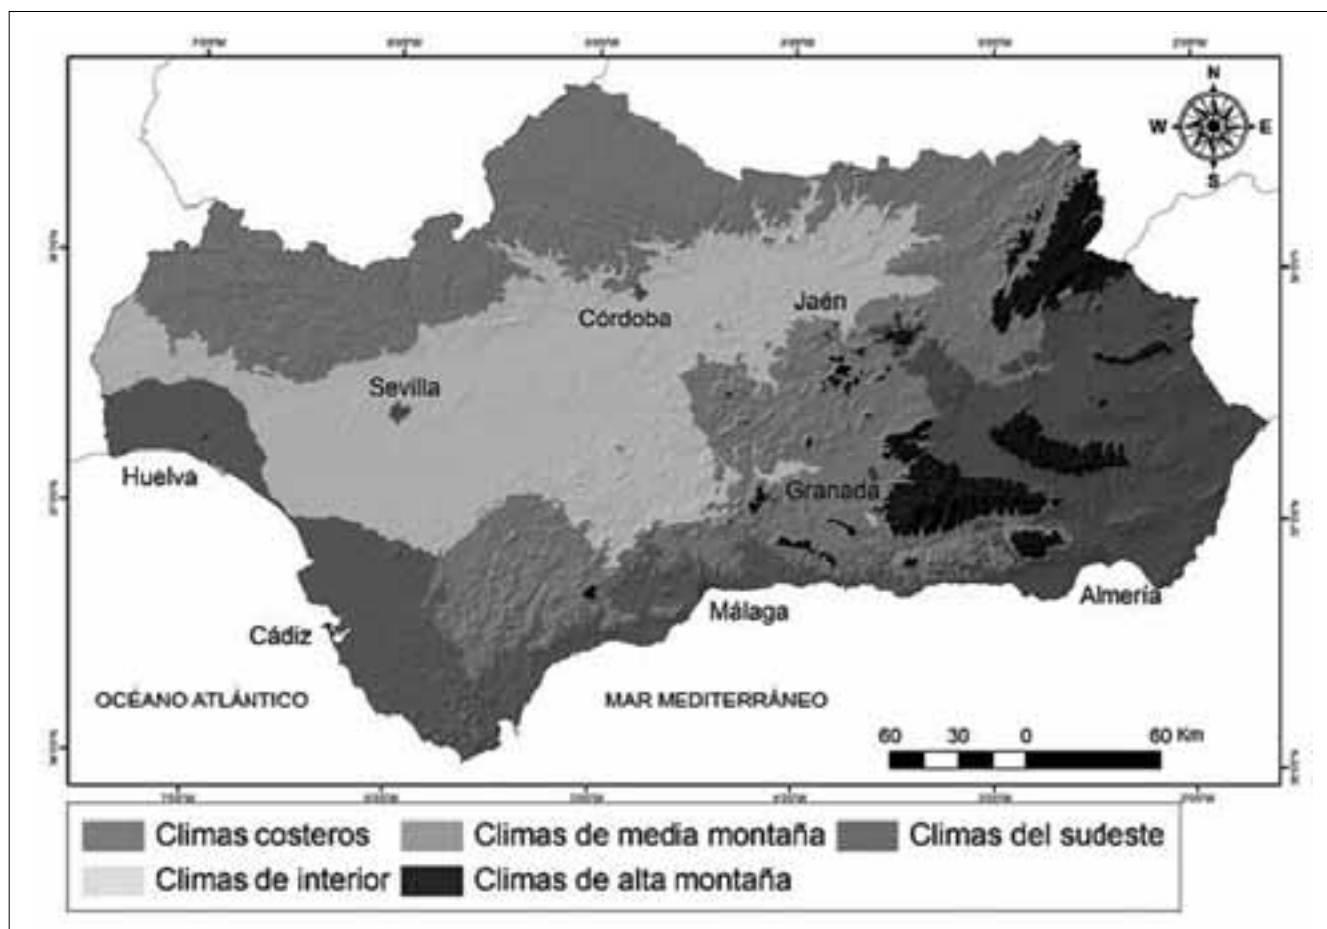 N
W E
S
Jaén
Córdoba
Sevilla
Huelva
Granada
Almería
Málaga
Cádiz
OCÉANO ATLÁNTICO MAR MEDITERRÁNEO
60 30 0 60 Km
Climas costeros Climas de media montaña Climas del sudeste
Climas de interior Climas de alta montaña